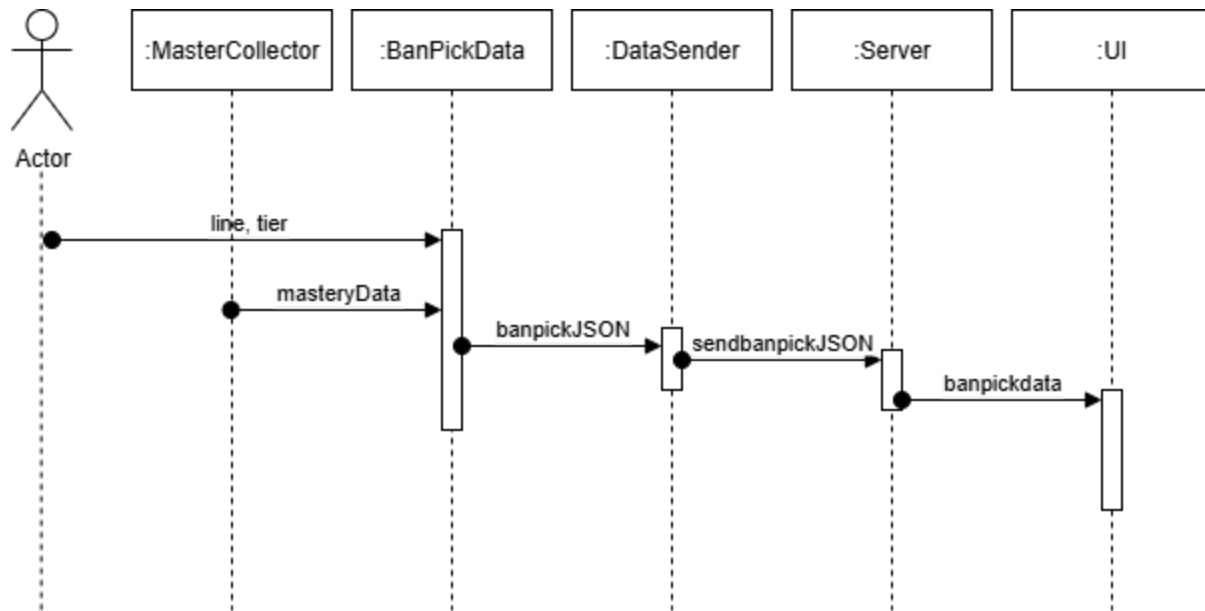 :MasterCollector
:BanPickData
:DataSender
:Server
:UI
Actor
line, tier
masteryData
banpickJSON
sendbanpickJSON
banpickdata